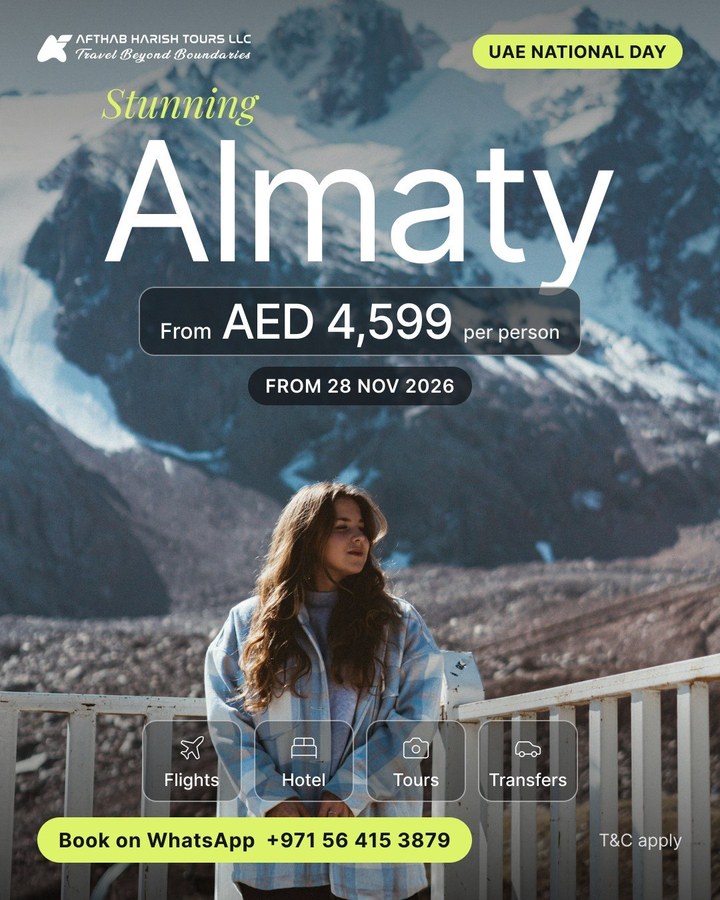 AFTHAB HARISH TOURS LLC
Travel Beyond Boundaries
UAE NATIONAL DAY
Stunning
Almaty
From AED 4,599 per person
FROM 28 NOV 2026
Flights
Hotel
Tours
Transfers
Book on WhatsApp +971 56 415 3879
T&C apply